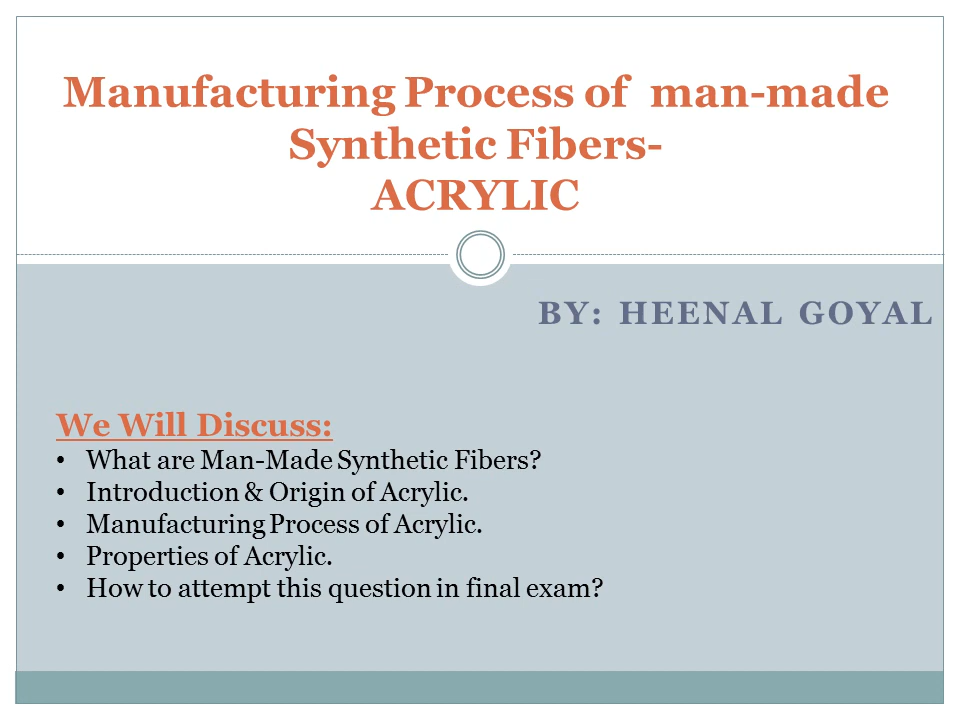 Manufacturing Process of  man-made
Synthetic Fibers-
ACRYLIC
BY: HEENAL GOYAL
We Will Discuss:
• What are Man-Made Synthetic Fibers?
• Introduction & Origin of Acrylic.
• Manufacturing Process of Acrylic.
• Properties of Acrylic.
• How to attempt this question in final exam?